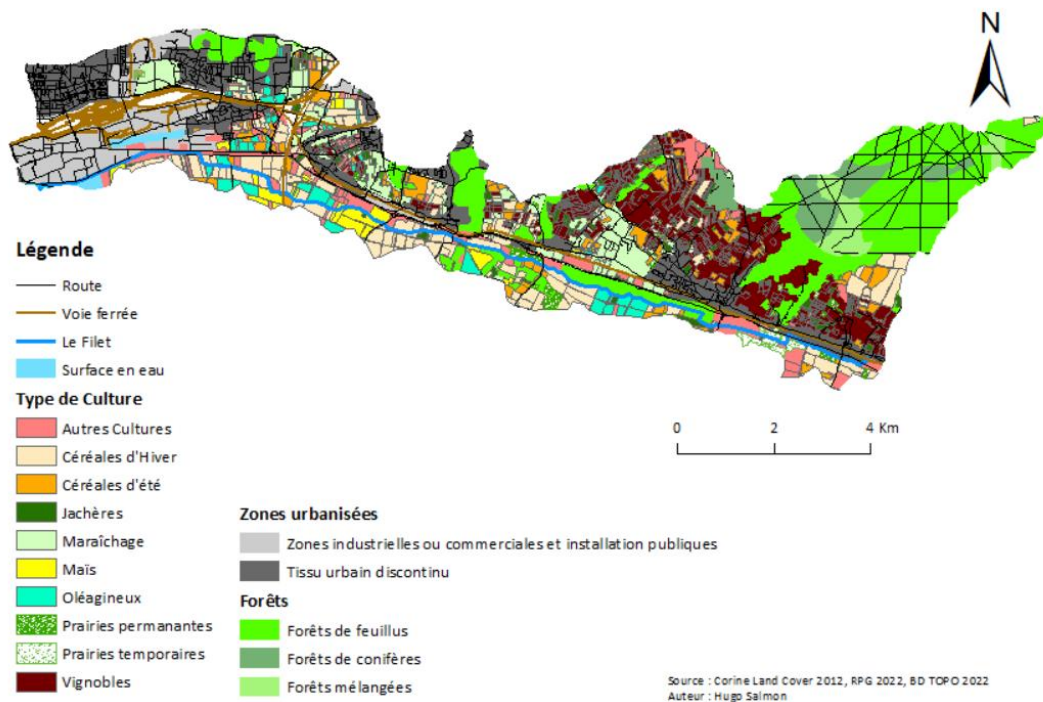 N
Légende
Route
Voie ferrée
Le Filet
Surface en eau
Type de Culture
Autres Cultures
Céréales d'Hiver
Céréales d'été
Jachères
Maraîchage
Maïs
Oléagineux
Prairies permanantes
Prairies temporaires
Vignobles
Zones urbanisées
Zones industrielles ou commerciales et installation publiques
Tissu urbain discontinu
Forêts
Forêts de feuillus
Forêts de conifères
Forêts mélangées
0 2 4 Km
Source : Corine Land Cover 2012, RPG 2022, BD TOPO 2022
Auteur : Hugo Salmon